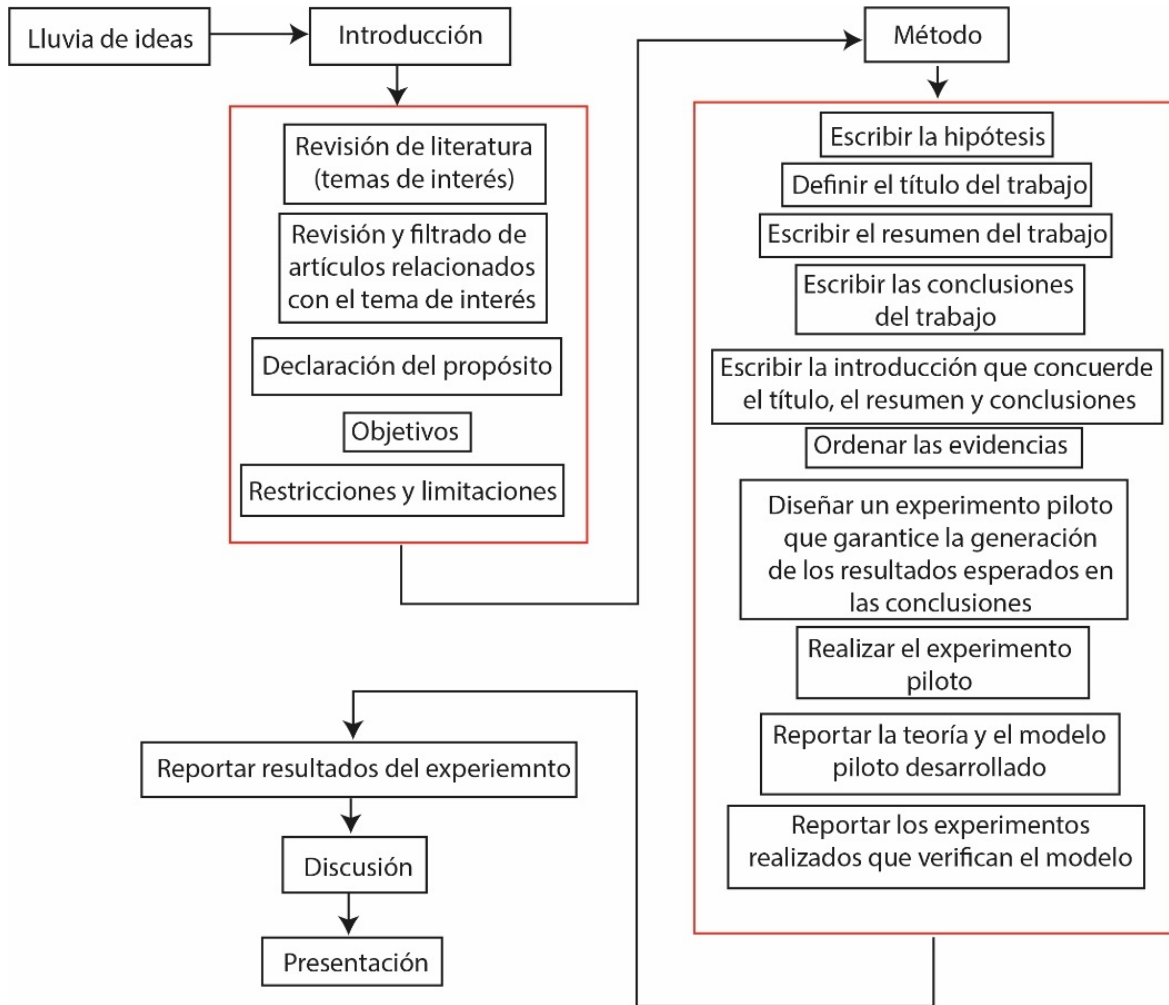 Lluvia de ideas
Introducción
Revisión de literatura
(temas de interés)
Revisión y filtrado de
artículos relacionados
con el tema de interés
Declaración del propósito
Objetivos
Restricciones y limitaciones
Método
Escribir la hipótesis
Definir el título del trabajo
Escribir el resumen del trabajo
Escribir las conclusiones
del trabajo
Escribir la introducción que concuerde
el título, el resumen y conclusiones
Ordenar las evidencias
Diseñar un experimento piloto
que garantice la generación
de los resultados esperados en
las conclusiones
Realizar el experimento
piloto
Reportar la teoría y el modelo
piloto desarrollado
Reportar los experimentos
realizados que verifican el modelo
Reportar resultados del experiemnto
Discusión
Presentación